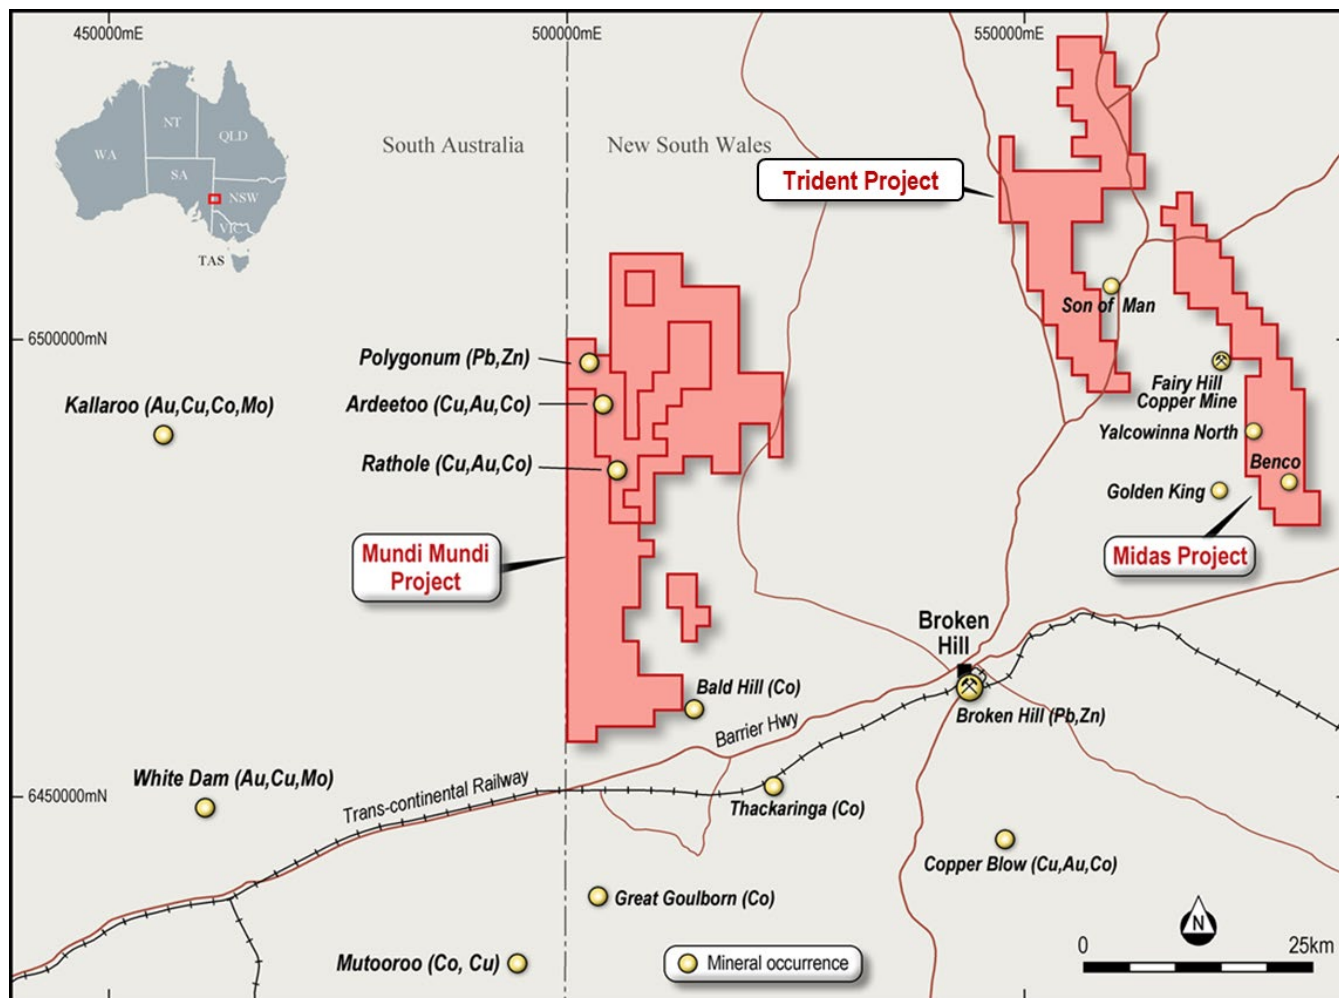 450000mE
500000mE
550000mE
WA
NT
QLD
SA
NSW
VIC
TAS
South Australia
New South Wales
Trident Project
Son of Man
6500000mN
Polygonum (Pb,Zn)
Kallaroo (Au,Cu,Co,Mo)
Ardeetoo (Cu,Au,Co)
Rathole (Cu,Au,Co)
Fairy Hill
Copper Mine
Yalcowinna North
Benco
Golden King
Mundi Mundi
Project
Midas Project
Broken
Hill
Bald Hill (Co)
Broken Hill (Pb,Zn)
Barrier Hwy
White Dam (Au,Cu,Mo)
6450000mN
Trans-continental Railway
Thackaringa (Co)
Copper Blow (Cu,Au,Co)
Great Goulborn (Co)
Mutooroo (Co, Cu)
Mineral occurrence
N
0
25km